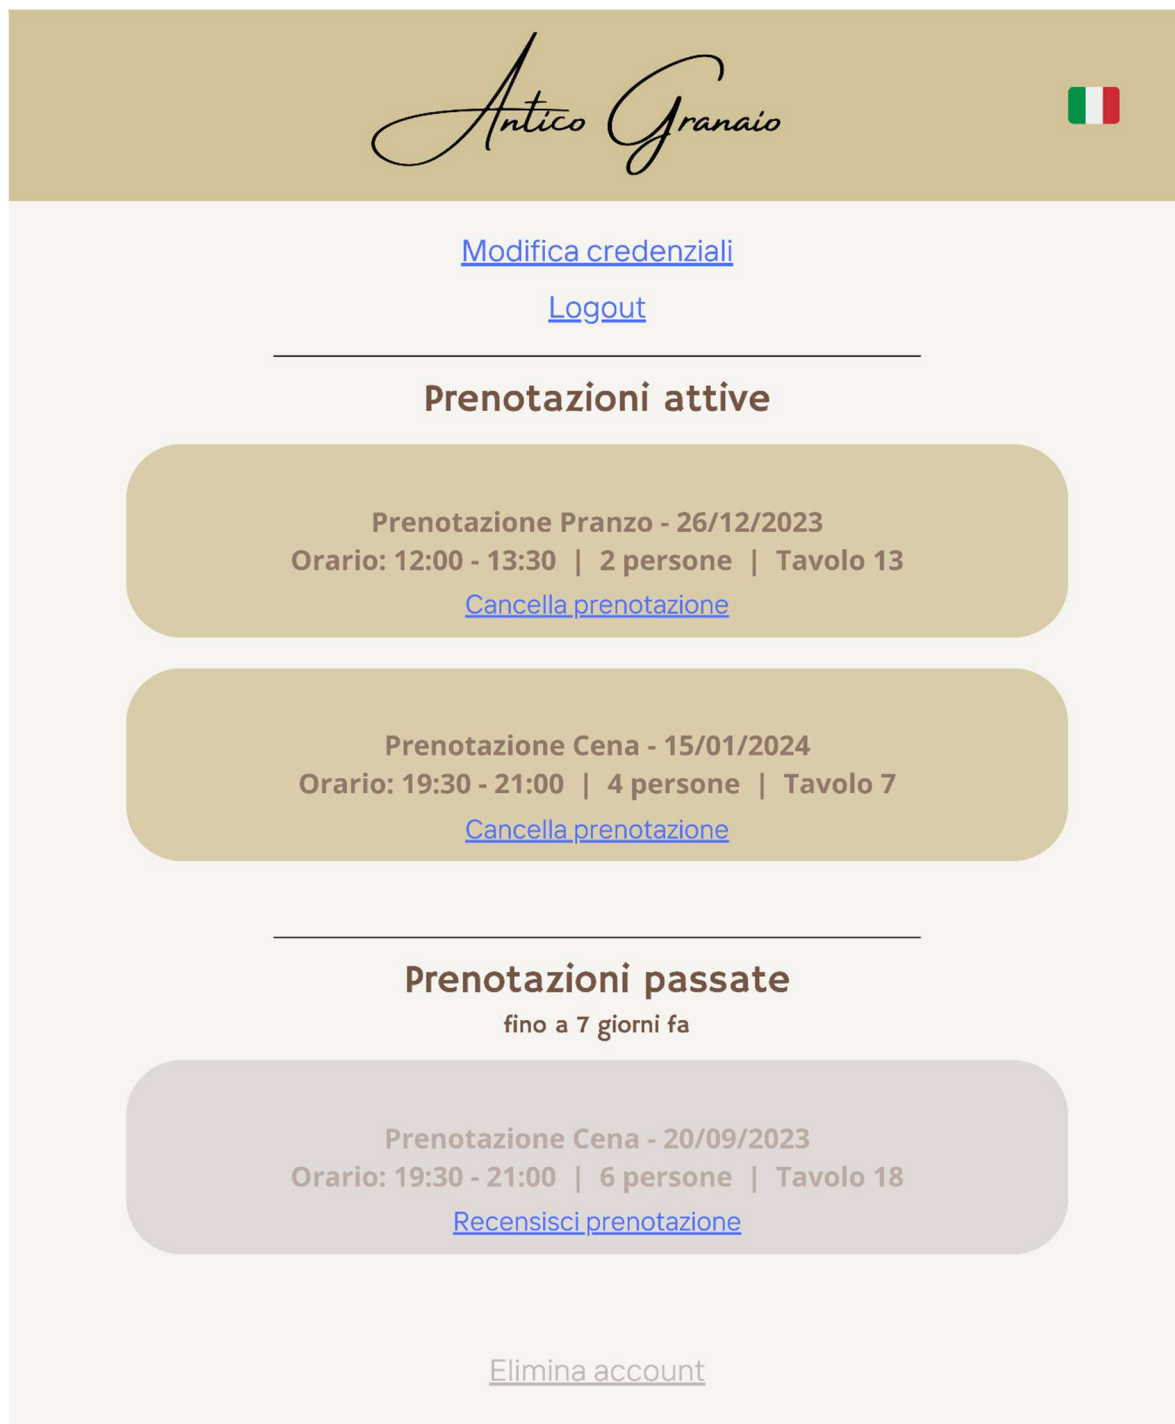 Antico Granaio
Modifica credenziali
Logout
Prenotazioni attive
Prenotazione Pranzo - 26/12/2023
Orario: 12:00 - 13:30 | 2 persone | Tavolo 13
Cancella prenotazione
Prenotazione Cena - 15/01/2024
Orario: 19:30 - 21:00 | 4 persone | Tavolo 7
Cancella prenotazione
Prenotazioni passate
fino a 7 giorni fa
Prenotazione Cena - 20/09/2023
Orario: 19:30 - 21:00 | 6 persone | Tavolo 18
Recensisci prenotazione
Elimina account